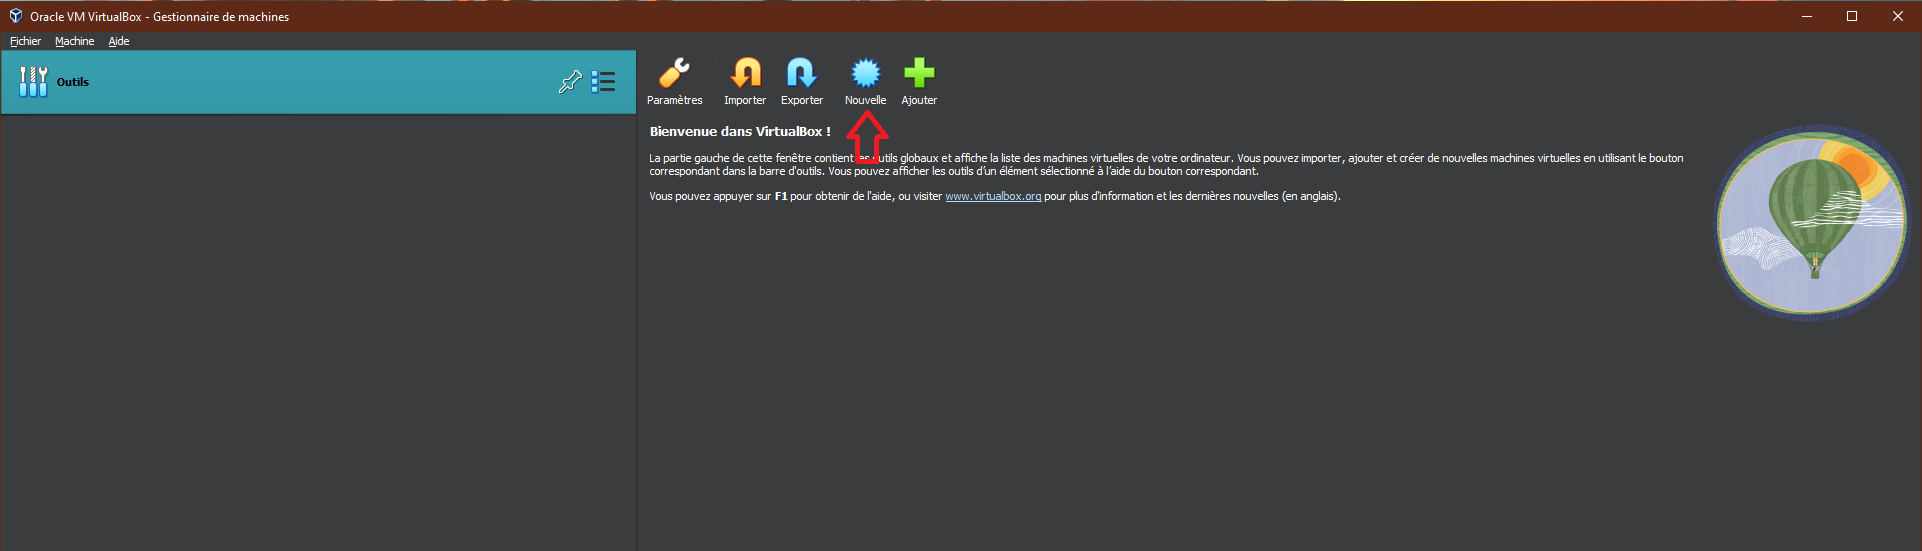 Oracle VM VirtualBox - Gestionnaire de machines
Fichier Machine Aide
Outils
Paramètres Importer Exporter Nouvelle Ajouter
Bienvenue dans VirtualBox !
La partie gauche de cette fenêtre contient outils globaux et affiche la liste des machines virtuelles de votre ordinateur. Vous pouvez importer, ajouter et créer de nouvelles machines virtuelles en utilisant le bouton
correspondant dans la barre d'outils. Vous pouvez afficher les outils d’un élément sélectionné à l’aide du bouton correspondant.
Vous pouvez appuyer sur F1 pour obtenir de l'aide, ou visiter www.virtualbox.org pour plus d'information et les dernières nouvelles (en anglais).